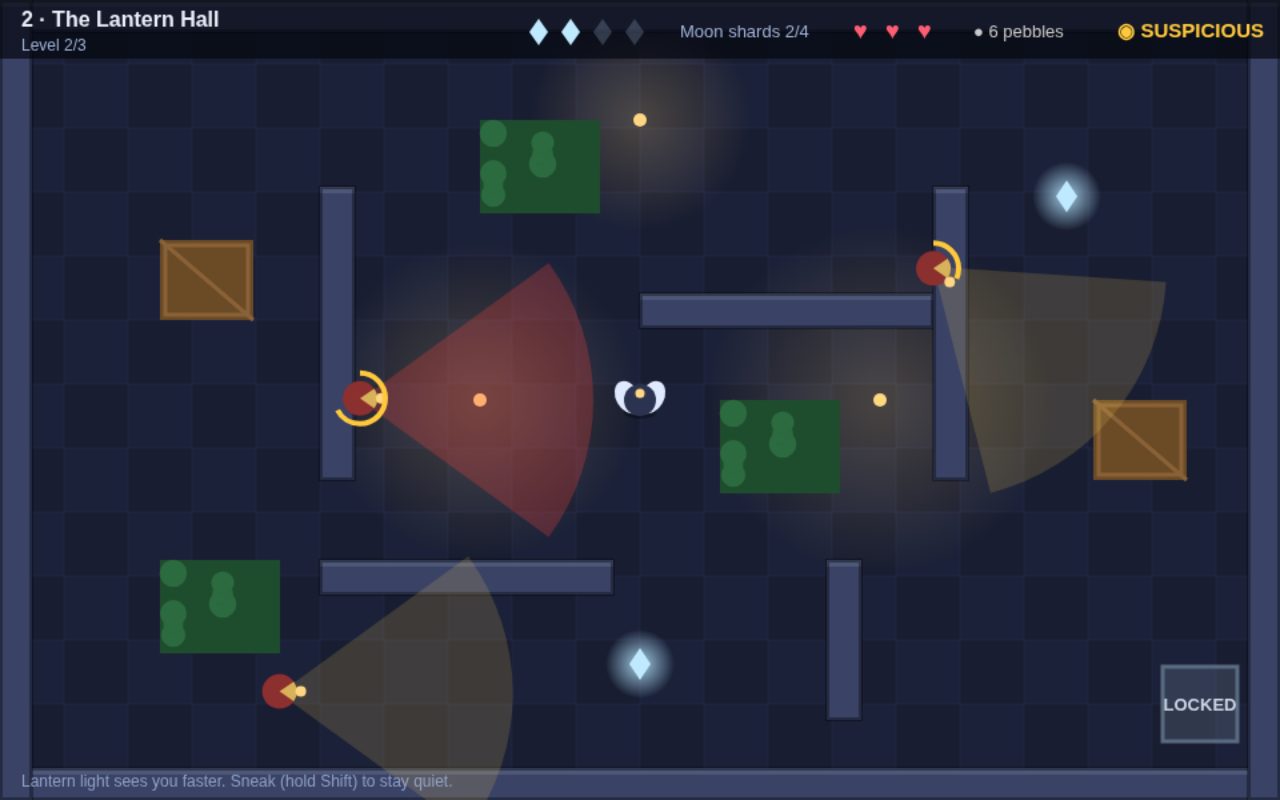 2 · The Lantern Hall
Level 2/3
Moon shards 2/4
6 pebbles
SUSPICIOUS
LOCKED
Lantern light sees you faster. Sneak (hold Shift) to stay quiet.